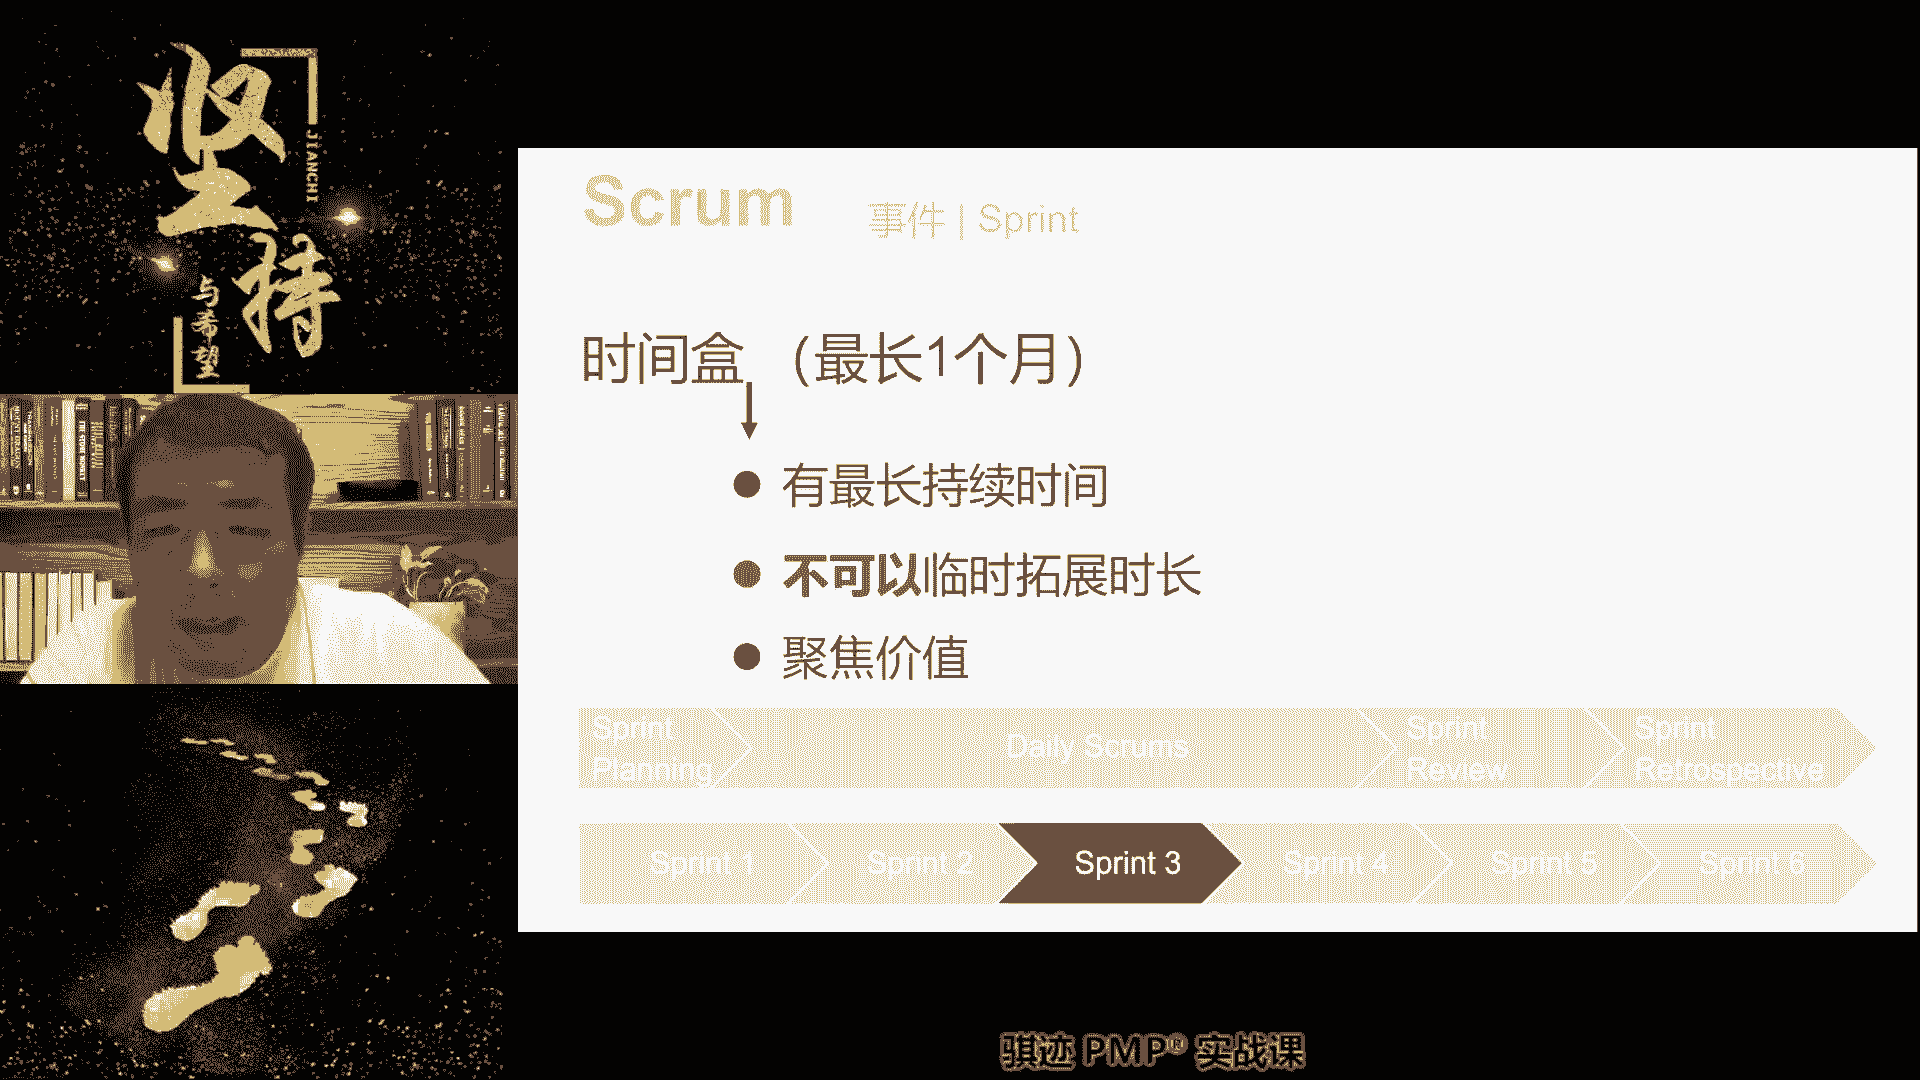 坚持
JIANCHI
与希望
Scrum
事件 | Sprint
时间盒 （最长1个月）
有最长持续时间
不可以临时拓展时长
聚焦价值
Sprint Planning
Daily Scrums
Sprint Review
Sprint Retrospective
Sprint 1
Sprint 2
Sprint 3
Sprint 4
Sprint 5
Sprint 6
骐迹 PMP® 实战课